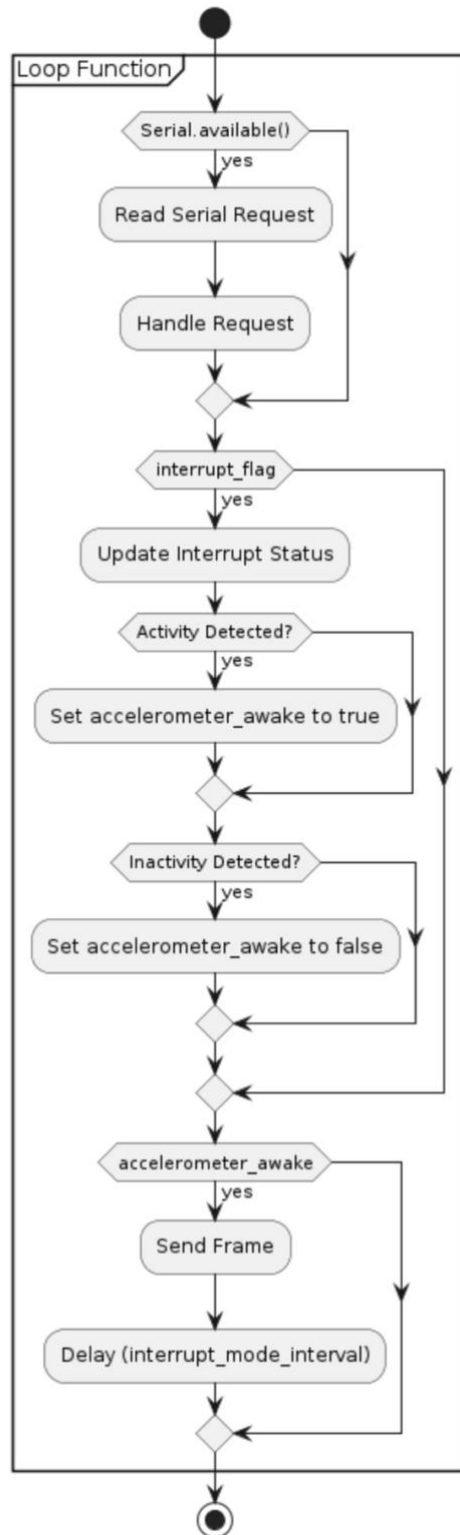 Loop Function
Serial.available()
yes
Read Serial Request
Handle Request
interrupt_flag
yes
Update Interrupt Status
Activity Detected?
yes
Set accelerometer_awake to true
Inactivity Detected?
yes
Set accelerometer_awake to false
accelerometer_awake
yes
Send Frame
Delay (interrupt_mode_interval)